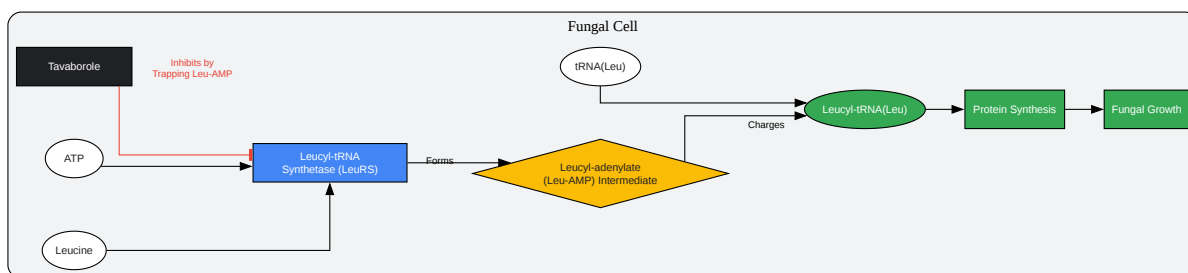 Fungal Cell
Tavaborole
Inhibits by
Trapping Leu-AMP
tRNA(Leu)
Leucyl-tRNA(Leu)
Protein Synthesis
Fungal Growth
Charges
ATP
Leucyl-tRNA
Synthetase (LeuRS)
Forms
Leucyl-adenylate
(Leu-AMP) Intermediate
Leucine